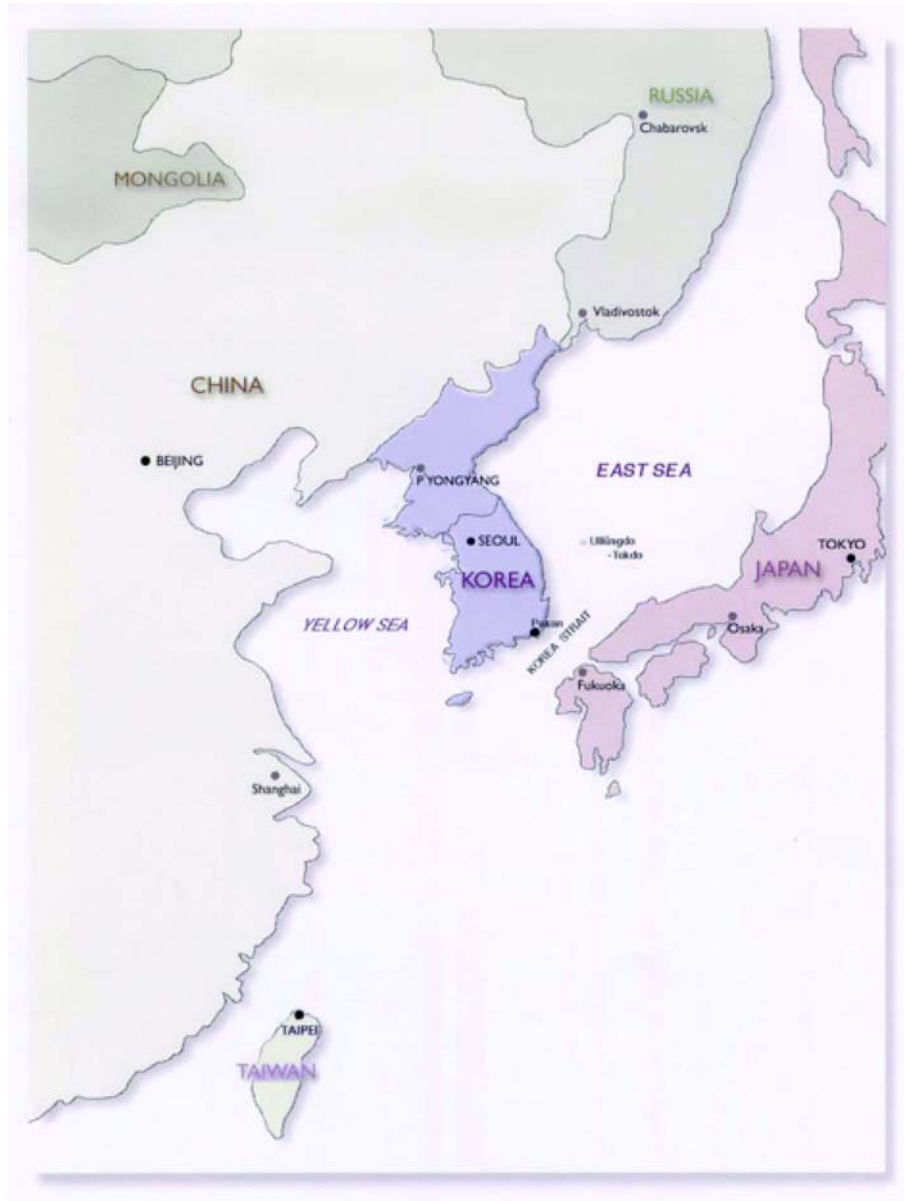 RUSSIA
Chabarovsk
MONGOLIA
Vladivostok
CHINA
BEIJING
EAST SEA
P YONGYANG
SEOUL
Ullŭngdo
Tokdo
TOKYO
KOREA
JAPAN
YELLOW SEA
Pusan
KOREA STRAIT
Osaka
Fukuoka
Shanghai
TAIPEI
TAIWAN